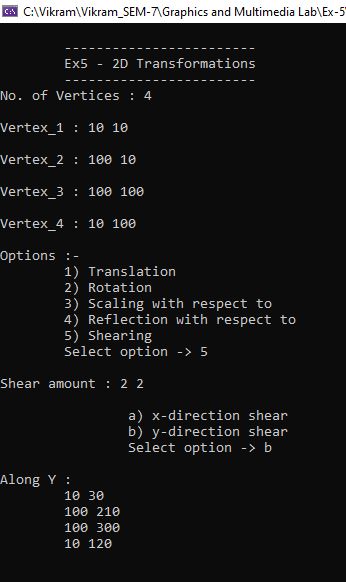 C:\Vikram\Vikram_SEM-7\Graphics and Multimedia Lab\Ex-5\
------------------------
Ex5 - 2D Transformations
------------------------
No. of Vertices : 4
Vertex_1 : 10 10
Vertex_2 : 100 10
Vertex_3 : 100 100
Vertex_4 : 10 100
Options :-
1) Translation
2) Rotation
3) Scaling with respect to
4) Reflection with respect to
5) Shearing
Select option -> 5
Shear amount : 2 2
a) x-direction shear
b) y-direction shear
Select option -> b
Along Y :
10 30
100 210
100 300
10 120